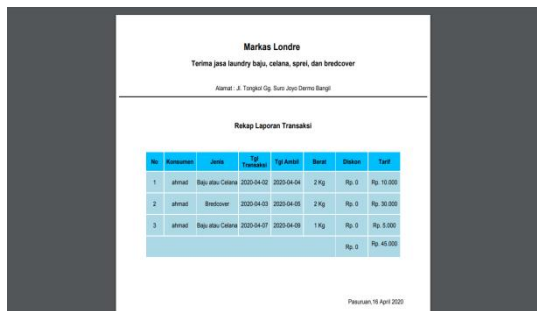 Markas Londre
Terima jasa laundry baju, celana, sprei, dan bredcover
Alamat : Jl. Tongkol Gg. Suro Joyo Dermo Bangil
Rekap Laporan Transaksi
No Konsumen Jenis Tgl Transaksi Tgl Ambil Berat Diskon Tarif
1 ahmad Baju atau Celana 2020-04-02 2020-04-04 2 Kg Rp. 0 Rp. 10.000
2 ahmad Bredcover 2020-04-03 2020-04-05 2 Kg Rp. 0 Rp. 30.000
3 ahmad Baju atau Celana 2020-04-07 2020-04-09 1 Kg Rp. 0 Rp. 5.000
Rp. 0 Rp. 45.000
Pasuruan,16 April 2020